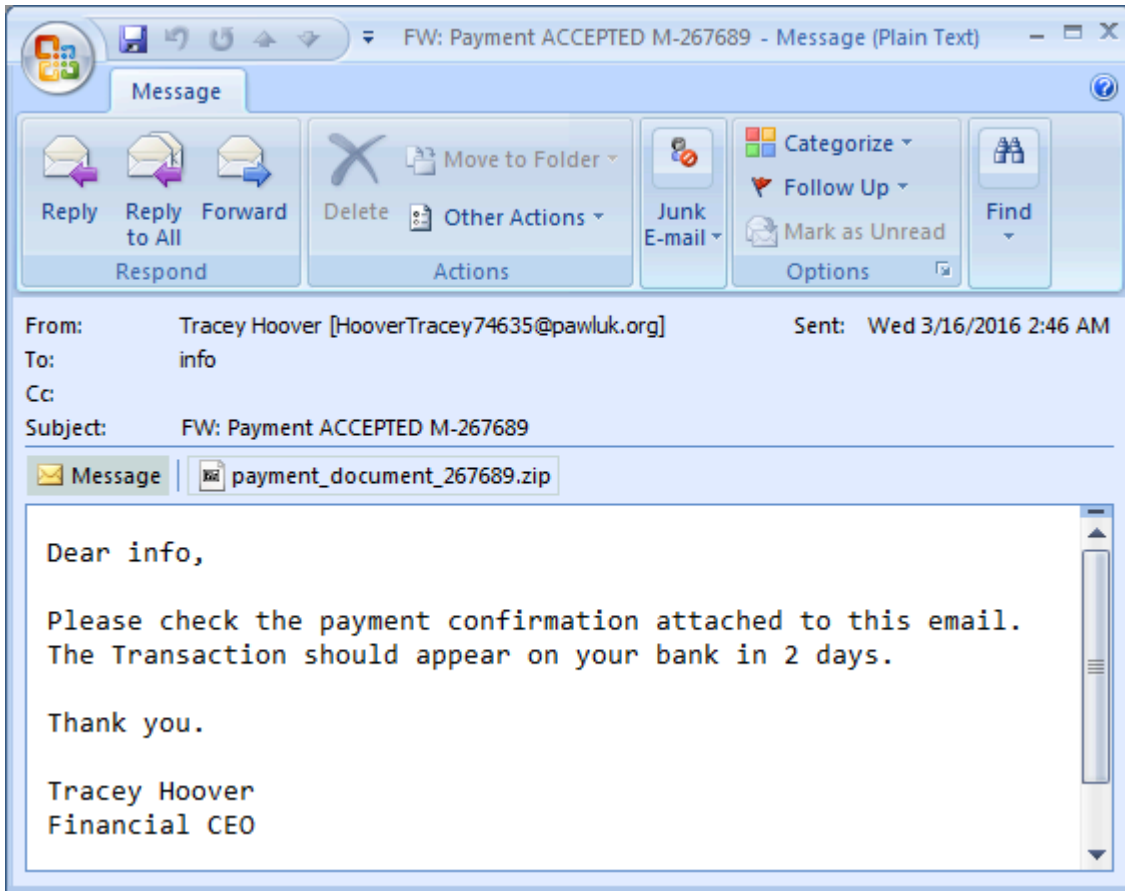 FW: Payment ACCEPTED M-267689 - Message (Plain Text)
Message
Reply
Reply to All
Forward
Respond
Delete
Move to Folder
Other Actions
Actions
Junk E-mail
Categorize
Follow Up
Mark as Unread
Options
Find
From: Tracey Hoover [HooverTracey74635@pawluk.org] Sent: Wed 3/16/2016 2:46 AM
To: info
Cc:
Subject: FW: Payment ACCEPTED M-267689
Message payment_document_267689.zip
Dear info,
Please check the payment confirmation attached to this email.
The Transaction should appear on your bank in 2 days.
Thank you.
Tracey Hoover
Financial CEO